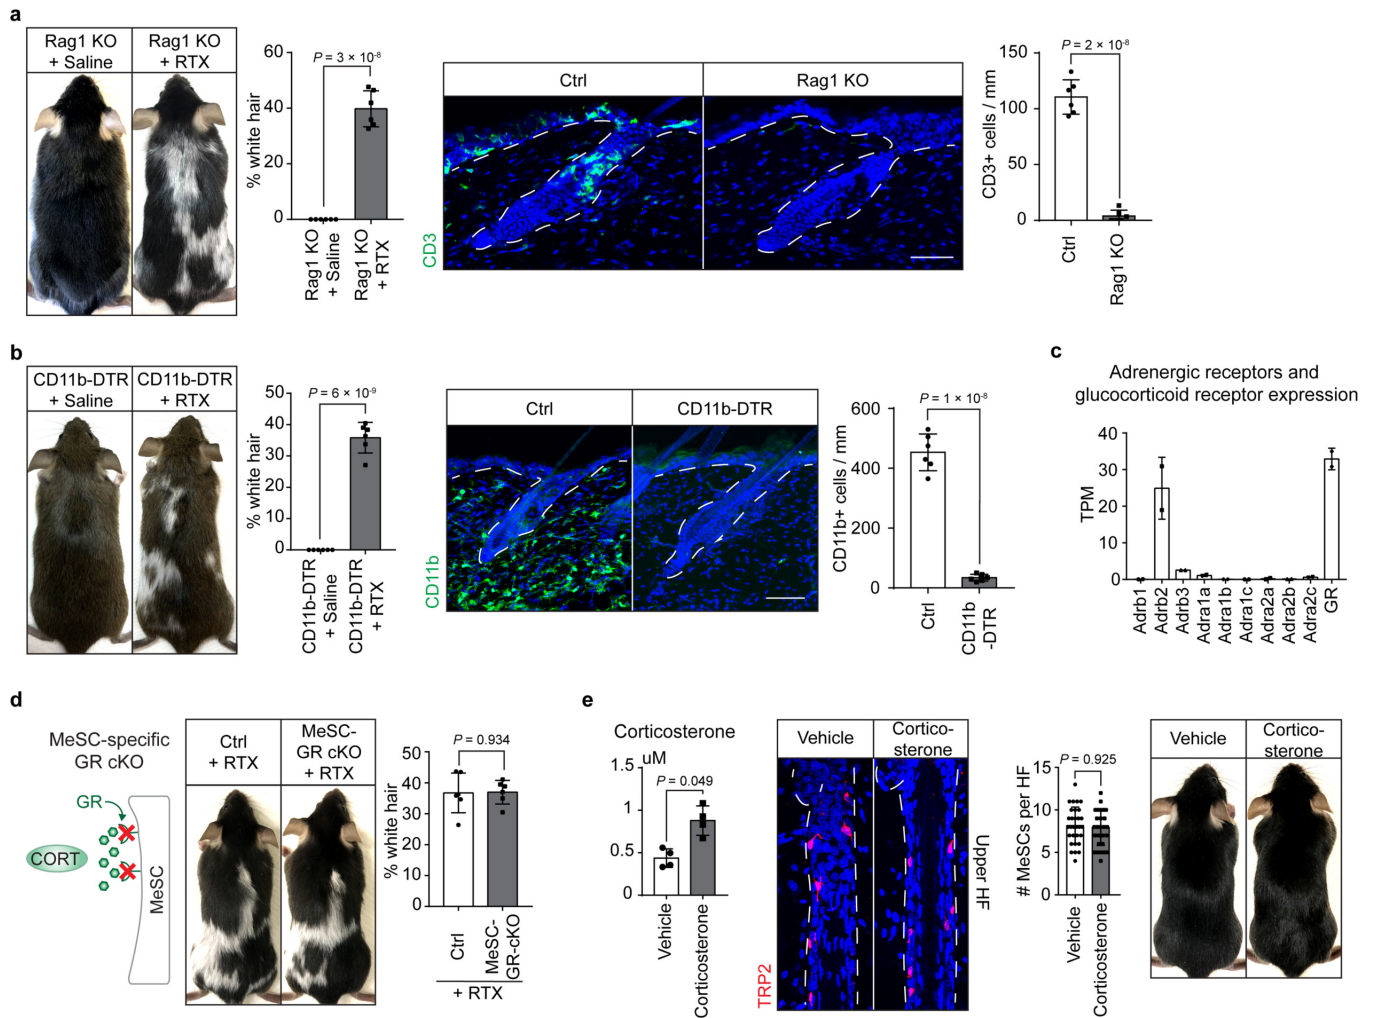 a
Rag1 KO
+ Saline
Rag1 KO
+ RTX
% white hair
60
40
20
0
P = 3 × 10-8
Rag1 KO
+ Saline
Rag1 KO
+ RTX
Ctrl
Rag1 KO
CD3
CD3+ cells / mm
150
100
50
0
P = 2 × 10-8
Ctrl
Rag1 KO
b
CD11b-DTR
+ Saline
CD11b-DTR
+ RTX
% white hair
50
40
30
20
10
0
P = 6 × 10-9
CD11b-DTR
+ Saline
CD11b-DTR
+ RTX
Ctrl
CD11b-DTR
CD11b
CD11b+ cells / mm
600
400
200
0
P = 1 × 10-8
Ctrl
CD11b
-DTR
c
Adrenergic receptors and
glucocorticoid receptor expression
TPM
40
30
20
10
0
Adrb1
Adrb2
Adrb3
Adra1a
Adra1b
Adra1c
Adra2a
Adra2b
Adra2c
GR
d
MeSC-specific
GR cKO
GR
CORT
MeSC
Ctrl
+ RTX
MeSC-
GR cKO
+ RTX
% white hair
50
40
30
20
10
0
P = 0.934
Ctrl
MeSC-
GR-cKO
+ RTX
e
Corticosterone
uM
1.5
1
0.5
0
P = 0.049
Vehicle
Corticosterone
Vehicle
Cortico-
sterone
TRP2
Upper HF
# MeSCs per HF
15
10
5
0
P = 0.925
Vehicle
Corticosterone
Vehicle
Cortico-
sterone